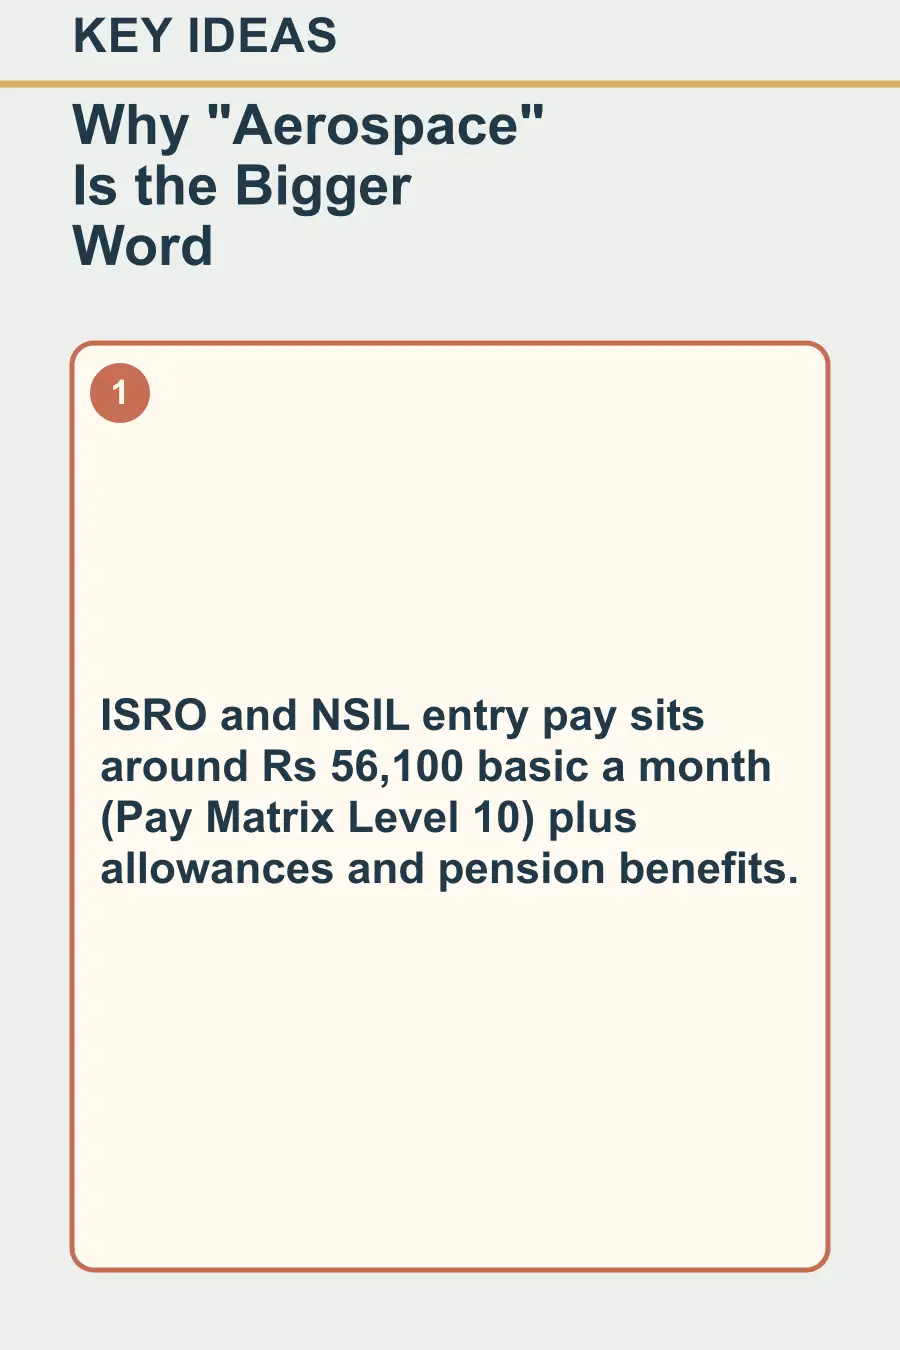 KEY IDEAS
Why "Aerospace"
Is the Bigger
Word
1
ISRO and NSIL entry pay sits
around Rs 56,100 basic a month
(Pay Matrix Level 10) plus
allowances and pension benefits.